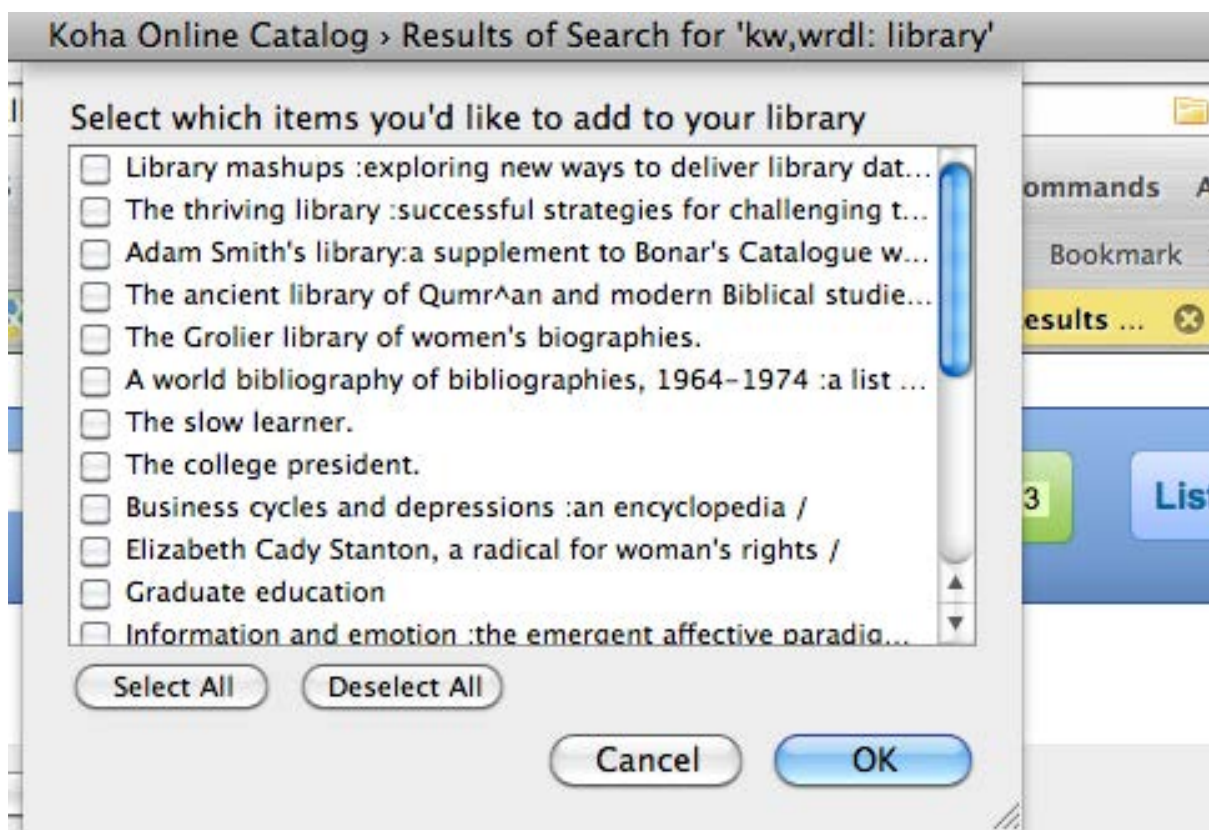 Koha Online Catalog › Results of Search for 'kw,wrdl: library'
Select which items you'd like to add to your library
Library mashups :exploring new ways to deliver library dat...
The thriving library :successful strategies for challenging t...
Adam Smith's library:a supplement to Bonar's Catalogue w...
The ancient library of Qumr^an and modern Biblical studie...
The Grolier library of women's biographies.
A world bibliography of bibliographies, 1964-1974 :a list ...
The slow learner.
The college president.
Business cycles and depressions :an encyclopedia /
Elizabeth Cady Stanton, a radical for woman's rights /
Graduate education
Information and emotion :the emergent affective paradig...
Select All Deselect All
Cancel OK
ommands A
Bookmark
esults ...
3 Lis